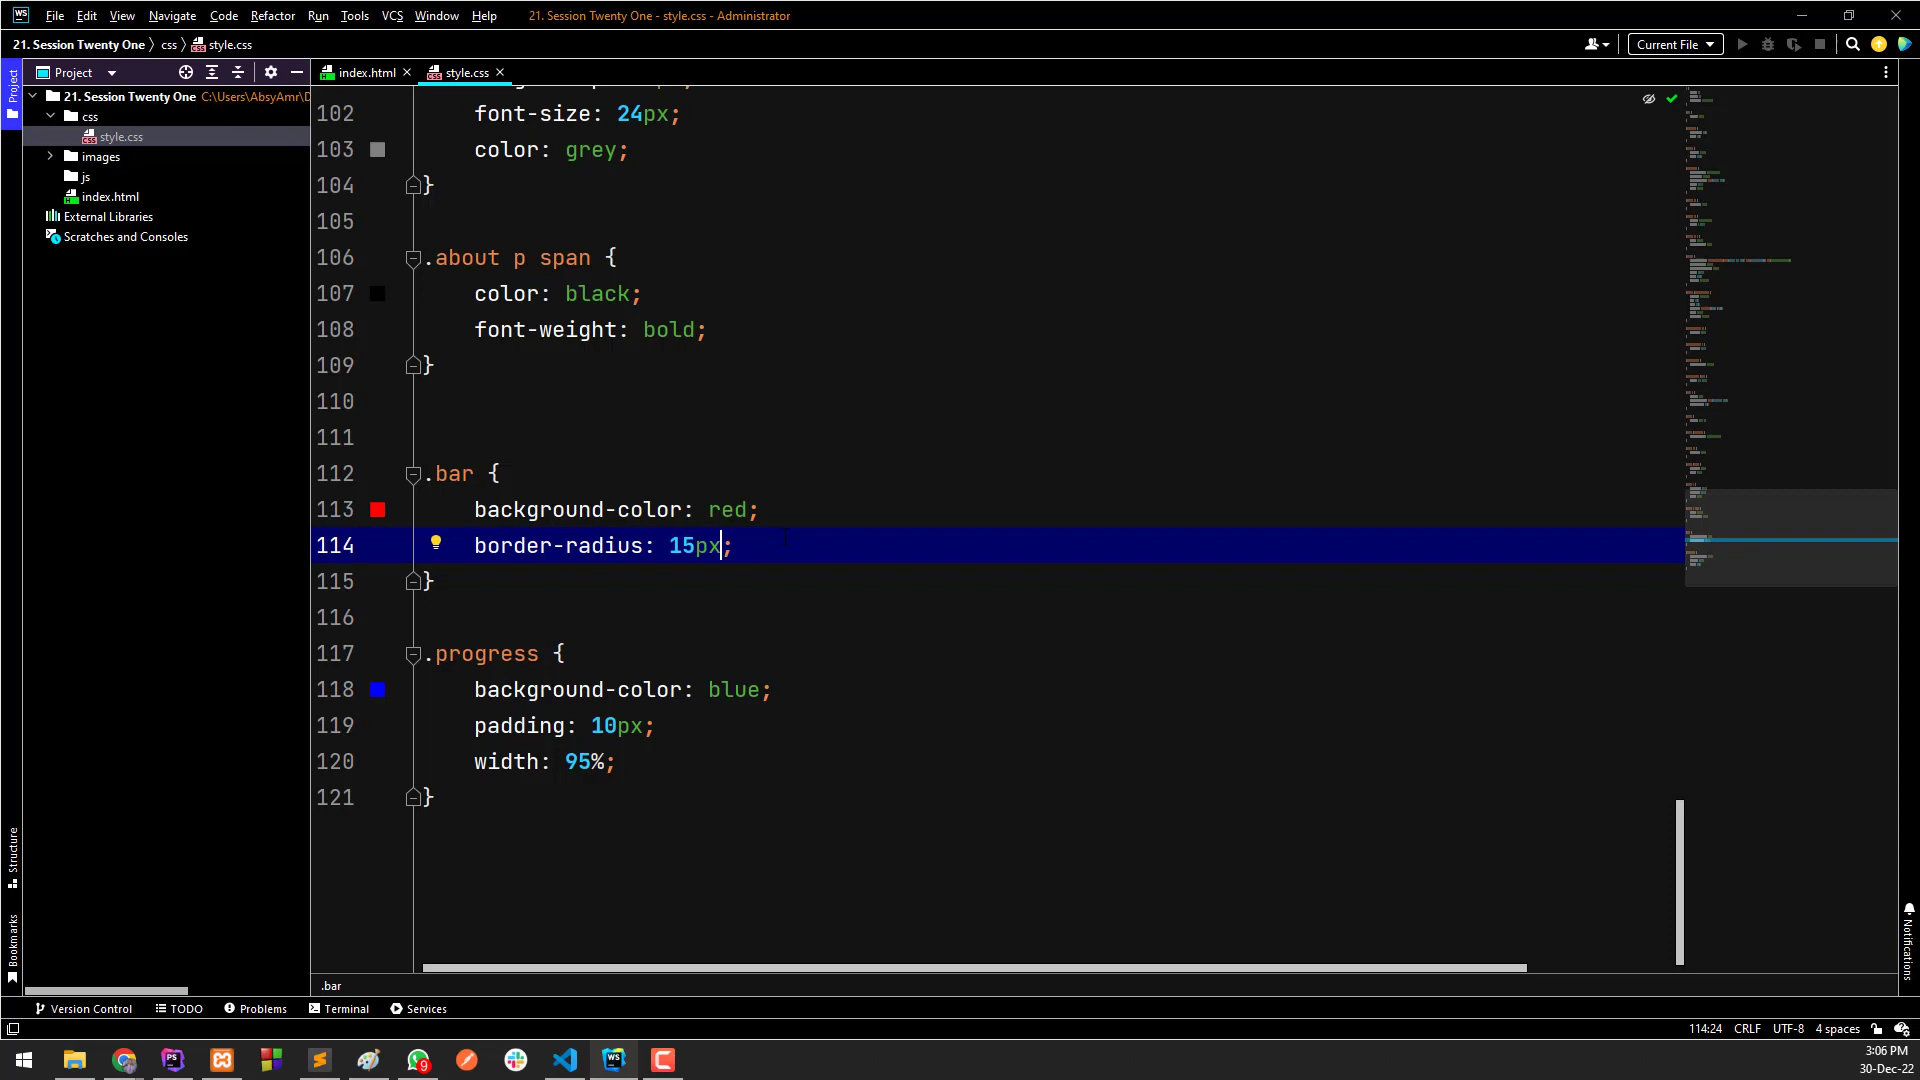 File Edit View Navigate Code Refactor Run Tools VCS Window Help 21. Session Twenty One - style.css - Administrator
21. Session Twenty One css style.css Current File
Project index.html style.css
Project
21. Session Twenty One C:\Users\AbsyAmr\D
css
style.css
images
js
index.html
External Libraries
Scratches and Consoles
102 font-size: 24px;
103 color: grey;
104 }
105
106 .about p span {
107 color: black;
108 font-weight: bold;
109 }
110
111
112 .bar {
113 background-color: red;
114 border-radius: 15px;
115 }
116
117 .progress {
118 background-color: blue;
119 padding: 10px;
120 width: 95%;
121 }
Structure
Bookmarks
Notifications
.bar
Version Control TODO Problems Terminal Services
114:24 CRLF UTF-8 4 spaces
3:06 PM
30-Dec-22